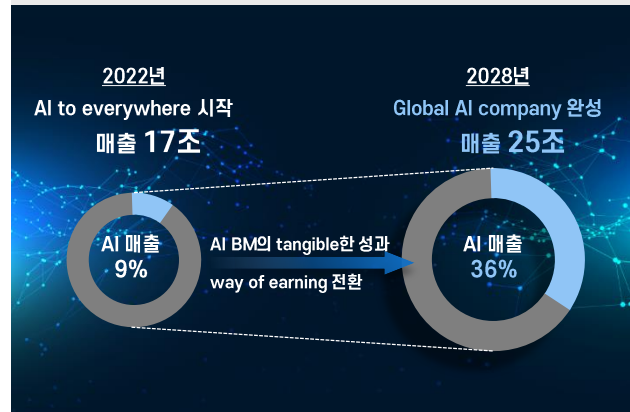 2022년
AI to everywhere 시작
매출 17조
AI 매출
9%
AI BM의 tangible한 성과
way of earning 전환
2028년
Global AI company 완성
매출 25조
AI 매출
36%